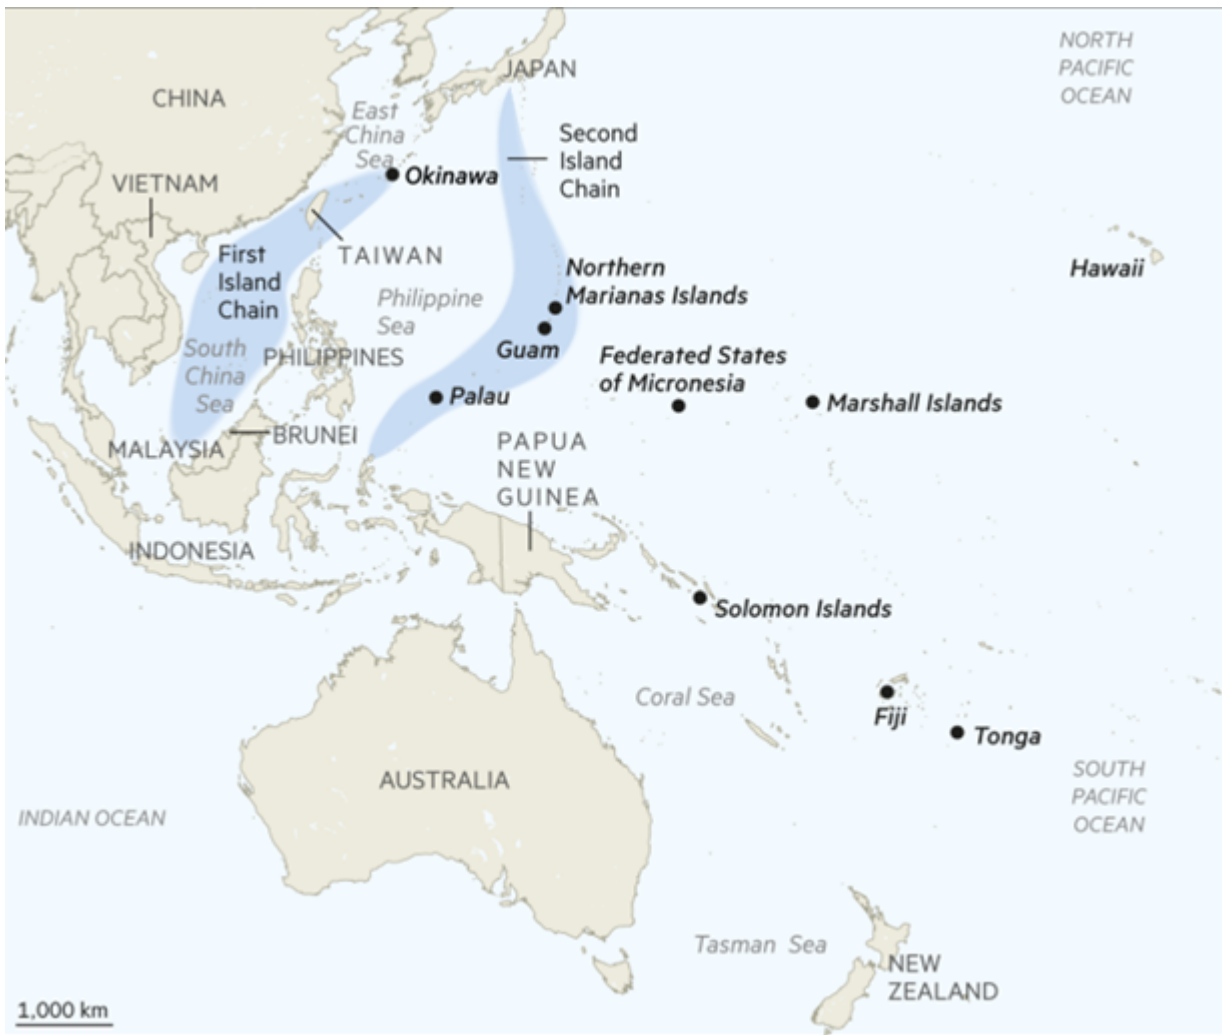 NORTH
PACIFIC
OCEAN
JAPAN
CHINA
East
China
Sea
Second
Island
Chain
Okinawa
VIETNAM
First
Island
Chain
TAIWAN
Hawaii
Northern
Marianas Islands
Philippine
Sea
Guam
South
China
Sea
PHILIPPINES
Federated States
of Micronesia
Palau
Marshall Islands
MALAYSIA
BRUNEI
PAPUA
NEW
GUINEA
INDONESIA
Solomon Islands
Coral Sea
Fiji
Tonga
AUSTRALIA
SOUTH
PACIFIC
OCEAN
INDIAN OCEAN
Tasman Sea
NEW
ZEALAND
1,000 km